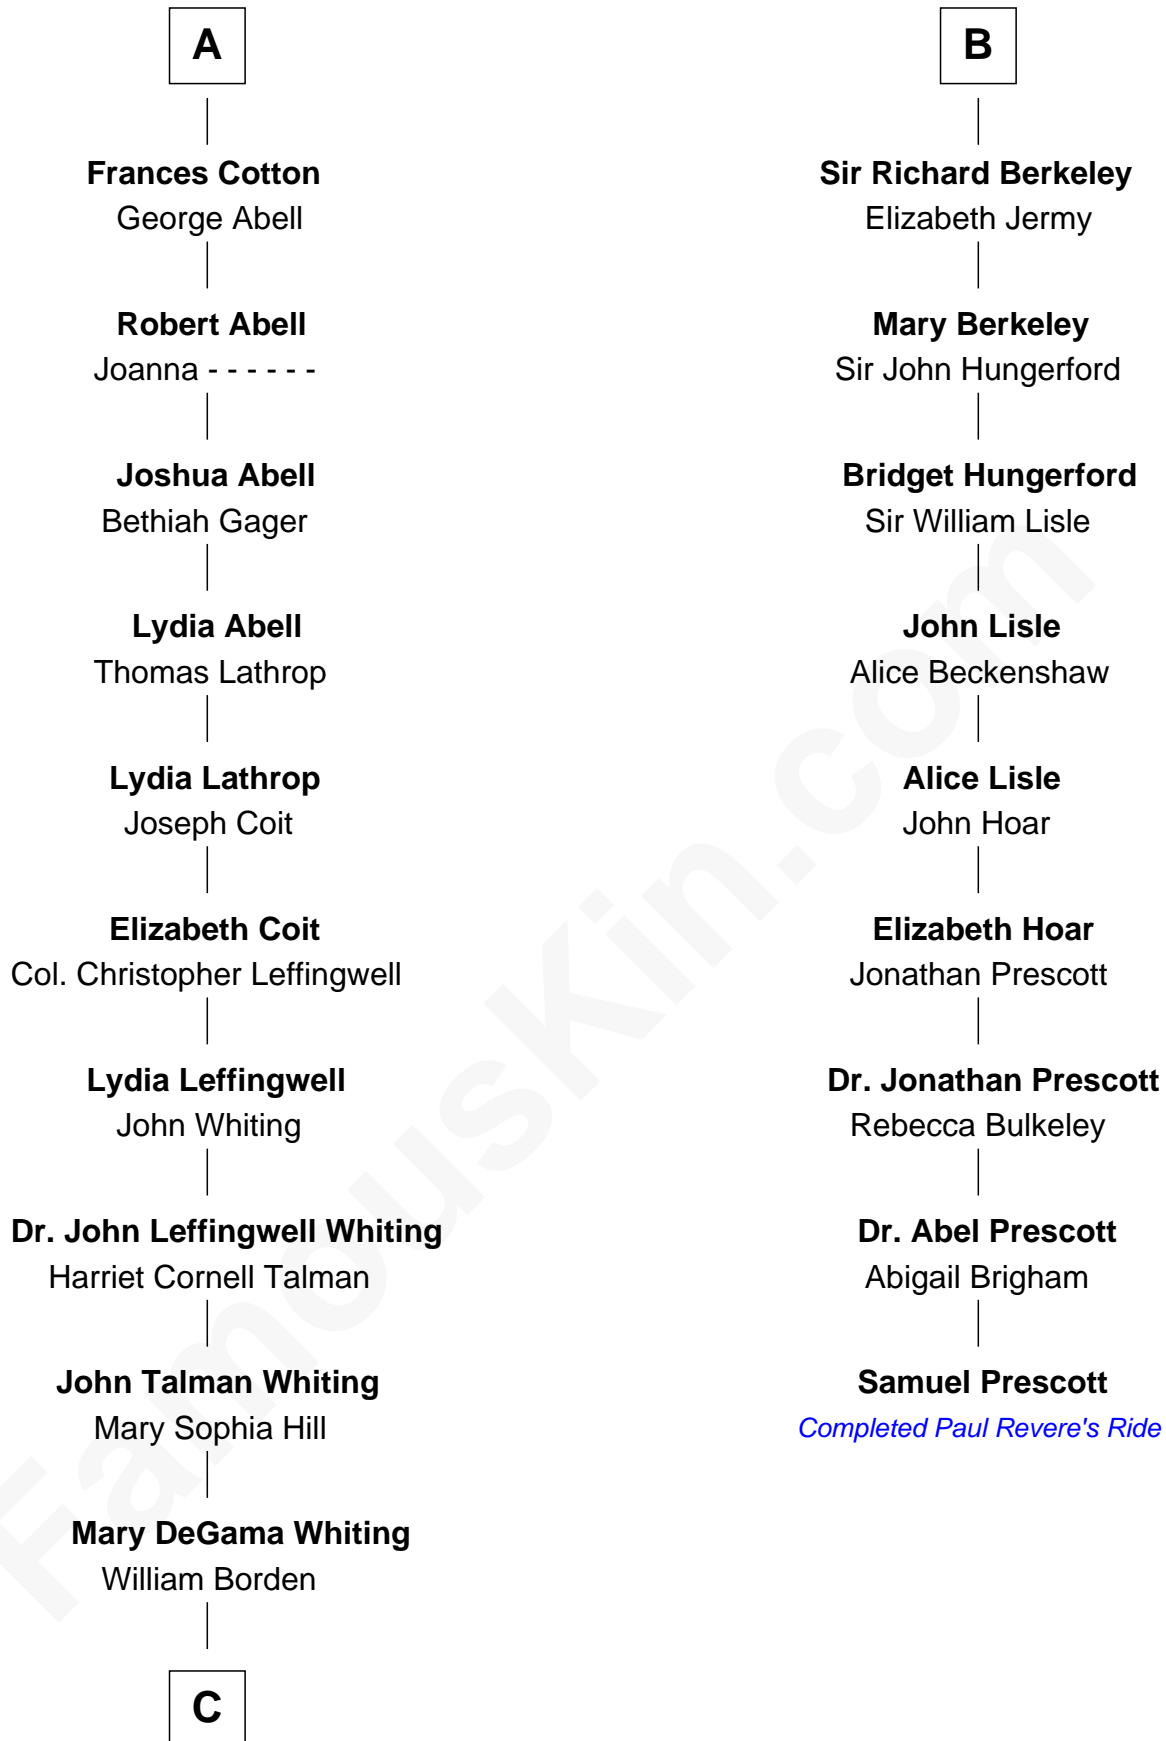 A
Frances Cotton
George Abell
Robert Abell
Joanna - - - - - -
Joshua Abell
Bethiah Gager
Lydia Abell
Thomas Lathrop
Lydia Lathrop
Joseph Coit
Elizabeth Coit
Col. Christopher Leffingwell
Lydia Leffingwell
John Whiting
Dr. John Leffingwell Whiting
Harriet Cornell Talman
John Talman Whiting
Mary Sophia Hill
Mary DeGama Whiting
William Borden
C
B
Sir Richard Berkeley
Elizabeth Jermy
Mary Berkeley
Sir John Hungerford
Bridget Hungerford
Sir William Lisle
John Lisle
Alice Beckenshaw
Alice Lisle
John Hoar
Elizabeth Hoar
Jonathan Prescott
Dr. Jonathan Prescott
Rebecca Bulkeley
Dr. Abel Prescott
Abigail Brigham
Samuel Prescott
Completed Paul Revere's Ride
FamousKin.com